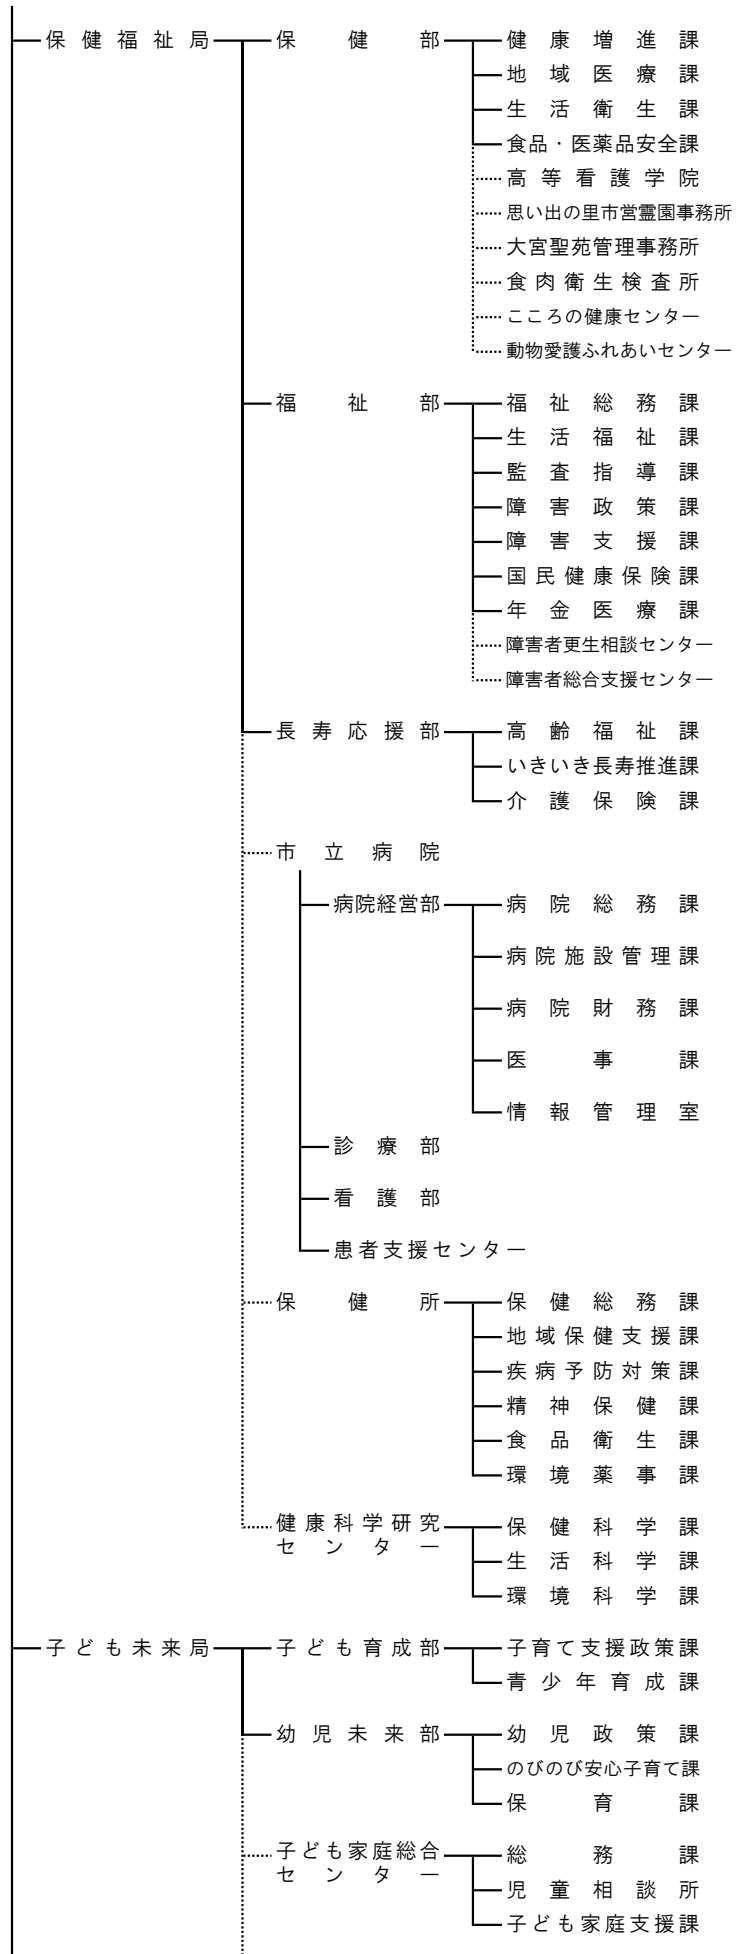 保健福祉局 保健部 健康増進課
地域医療課
生活衛生課
食品・医薬品安全課
高等看護学院
思い出の里市営霊園事務所
大宮聖苑管理事務所
食肉衛生検査所
こころの健康センター
動物愛護ふれあいセンター
福祉部 福祉総務課
生活福祉課
監査指導課
障害政策課
障害支援課
国民健康保険課
年金医療課
障害者更生相談センター
障害者総合支援センター
長寿応援部 高齢福祉課
いきいき長寿推進課
介護保険課
市立病院
病院経営部 病院総務課
病院施設管理課
病院財務課
医事課
情報管理室
診療部
看護部
患者支援センター
保健所 保健総務課
地域保健支援課
疾病予防対策課
精神保健課
食品衛生課
環境薬事課
健康科学研究 保健科学課
センター
生活科学課
環境科学課
子ども未来局 子ども育成部 子育て支援政策課
青少年育成課
幼児未来部 幼児政策課
のびのび安心子育て課
保育課
子ども家庭総合 総務課
センター
児童相談所
子ども家庭支援課